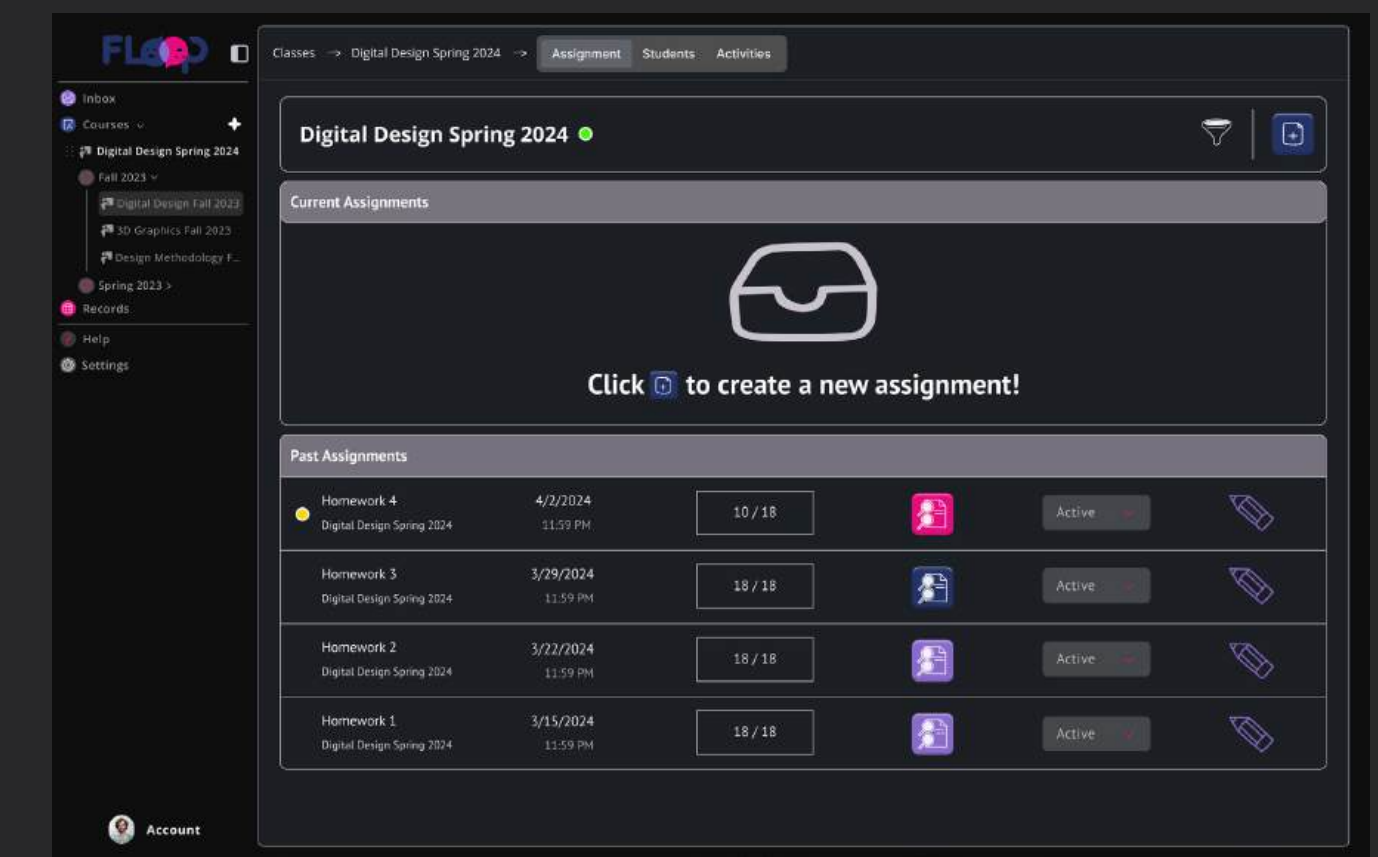 FLOOP
Classes → Digital Design Spring 2024 → Assignment Students Activities
Inbox
Courses
Digital Design Spring 2024
Fall 2023
Digital Design Fall 2023
3D Graphics Fall 2023
Design Methodology F...
Spring 2023 >
Records
Help
Settings
Account
Digital Design Spring 2024
Current Assignments
Click to create a new assignment!
Past Assignments
Homework 4 4/2/2024 10/18 Active
Digital Design Spring 2024 11:59 PM
Homework 3 3/29/2024 18/18 Active
Digital Design Spring 2024 11:59 PM
Homework 2 3/22/2024 18/18 Active
Digital Design Spring 2024 11:59 PM
Homework 1 3/15/2024 18/18 Active
Digital Design Spring 2024 11:59 PM